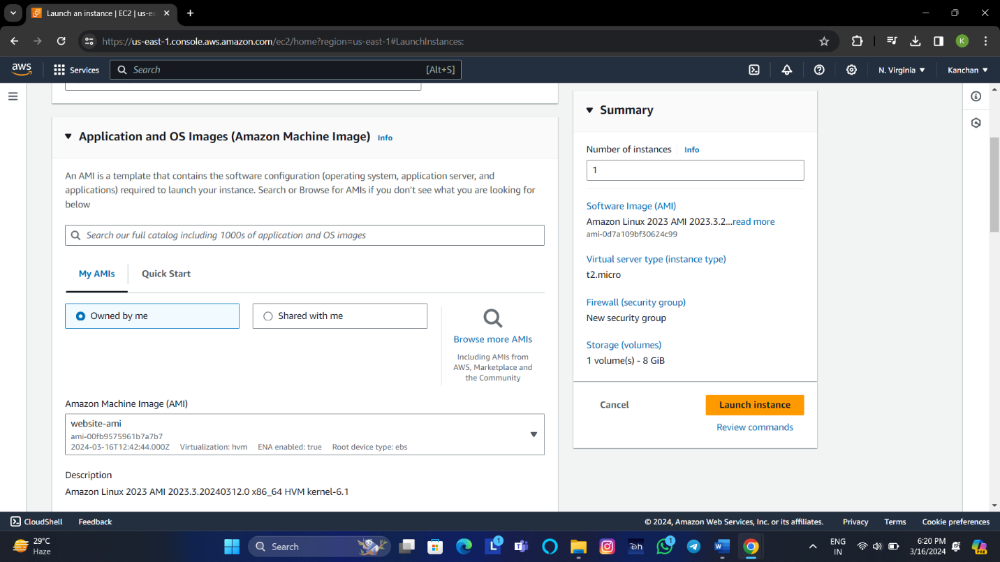 Launch an instance | EC2 | us-ea
https://us-east-1.console.aws.amazon.com/ec2/home?region=us-east-1#LaunchInstances:
K
aws
Services
Search
[Alt+S]
N. Virginia
Kanchan
Application and OS Images (Amazon Machine Image) Info
An AMI is a template that contains the software configuration (operating system, application server, and
applications) required to launch your instance. Search or Browse for AMIs if you don't see what you are looking for
below
Search our full catalog including 1000s of application and OS images
My AMIs
Quick Start
Owned by me
Shared with me
Browse more AMIs
Including AMIs from
AWS, Marketplace and
the Community
Amazon Machine Image (AMI)
website-ami
ami-00fb9575961b7a7b7
2024-03-16T12:42:44.000Z Virtualization: hvm ENA enabled: true Root device type: ebs
Description
Amazon Linux 2023 AMI 2023.3.20240312.0 x86_64 HVM kernel-6.1
Summary
Number of instances Info
1
Software Image (AMI)
Amazon Linux 2023 AMI 2023.3.2...read more
ami-0d7a109bf30624c99
Virtual server type (instance type)
t2.micro
Firewall (security group)
New security group
Storage (volumes)
1 volume(s) - 8 GiB
Cancel
Launch instance
Review commands
CloudShell
Feedback
© 2024, Amazon Web Services, Inc. or its affiliates.
Privacy
Terms
Cookie preferences
29°C
Haze
Search
L
1
Dh
1
W
ENG
IN
6:20 PM
3/16/2024
PRE